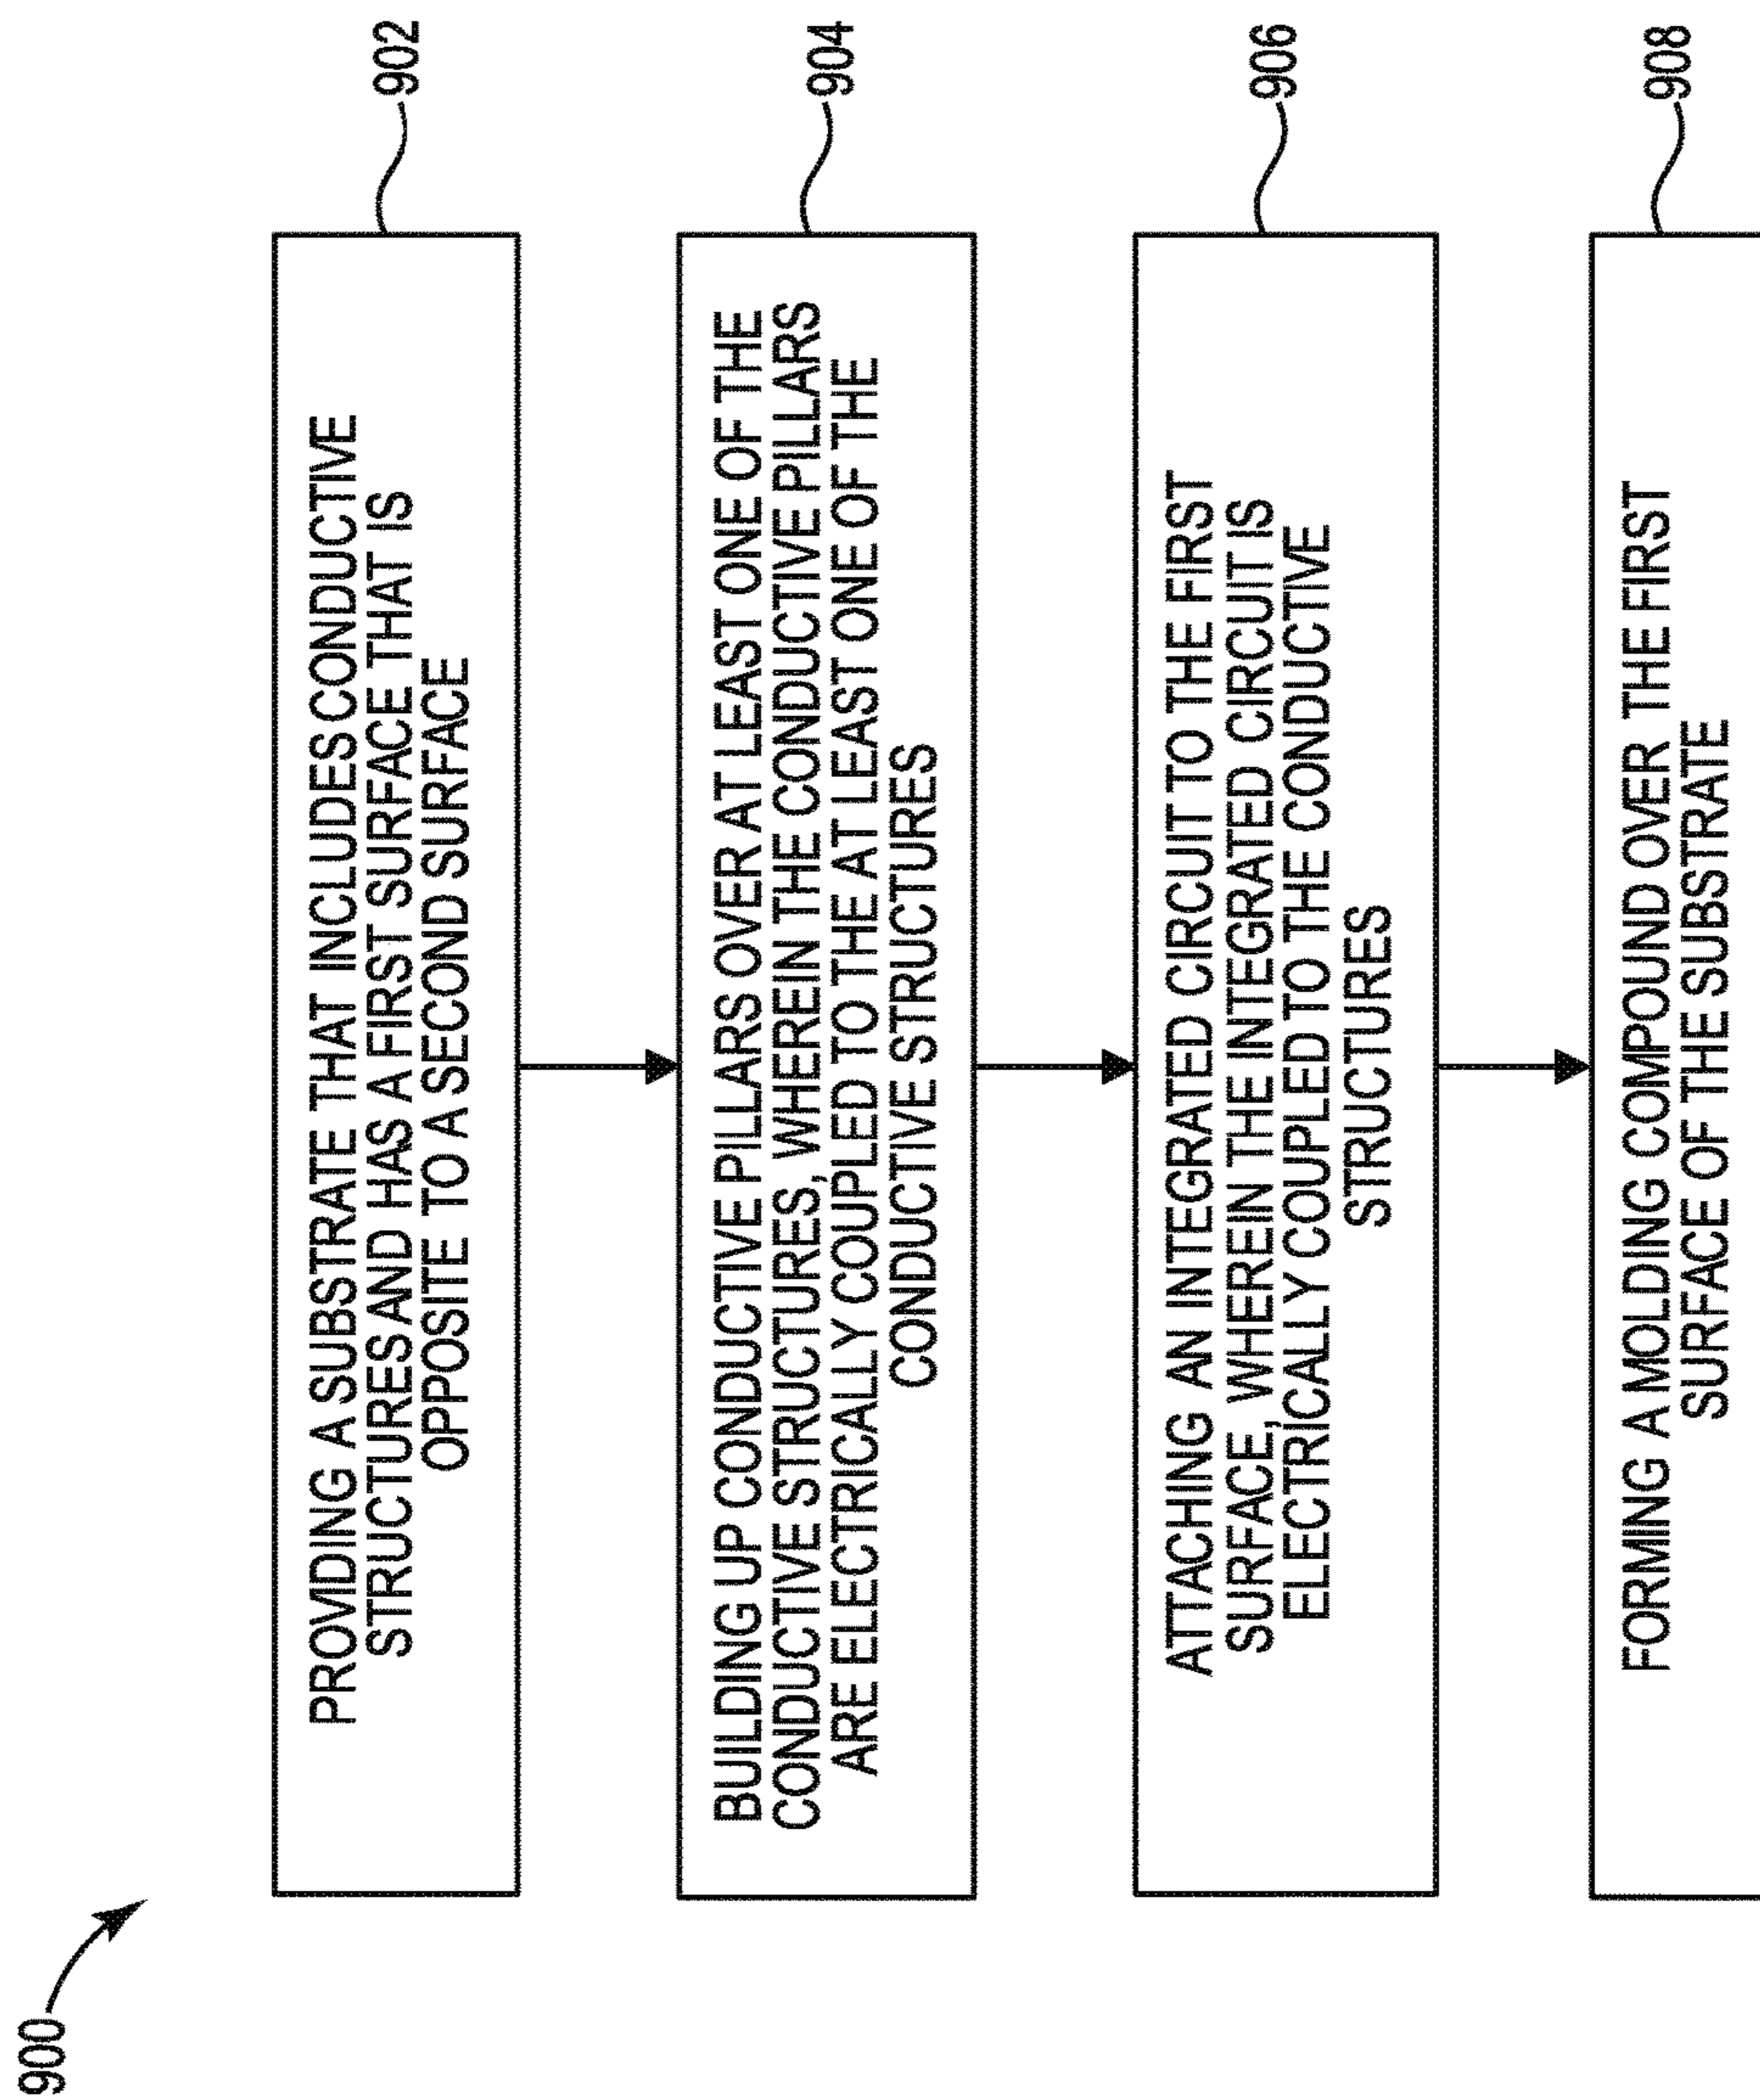 900
PROVIDING A SUBSTRATE THAT INCLUDES CONDUCTIVE
STRUCTURES AND HAS A FIRST SURFACE THAT IS
OPPOSITE TO A SECOND SURFACE
902
BUILDING UP CONDUCTIVE PILLARS OVER AT LEAST ONE OF THE
CONDUCTIVE STRUCTURES, WHEREIN THE CONDUCTIVE PILLARS
ARE ELECTRICALLY COUPLED TO THE AT LEAST ONE OF THE
CONDUCTIVE STRUCTURES
904
ATTACHING AN INTEGRATED CIRCUIT TO THE FIRST
SURFACE, WHEREIN THE INTEGRATED CIRCUIT IS
ELECTRICALLY COUPLED TO THE CONDUCTIVE
STRUCTURES
906
FORMING A MOLDING COMPOUND OVER THE FIRST
SURFACE OF THE SUBSTRATE
908